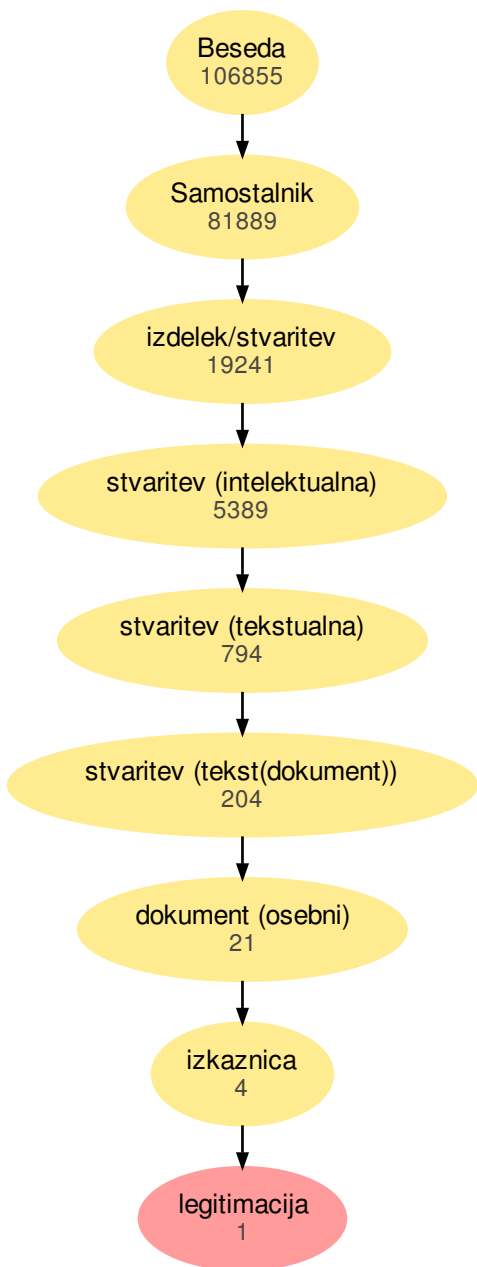 Beseda
106855
Samostalnik
81889
izdelek/stvaritev
19241
stvaritev (intelektualna)
5389
stvaritev (tekstualna)
794
stvaritev (tekst(dokument))
204
dokument (osebni)
21
izkaznica
4
legitimacija
1